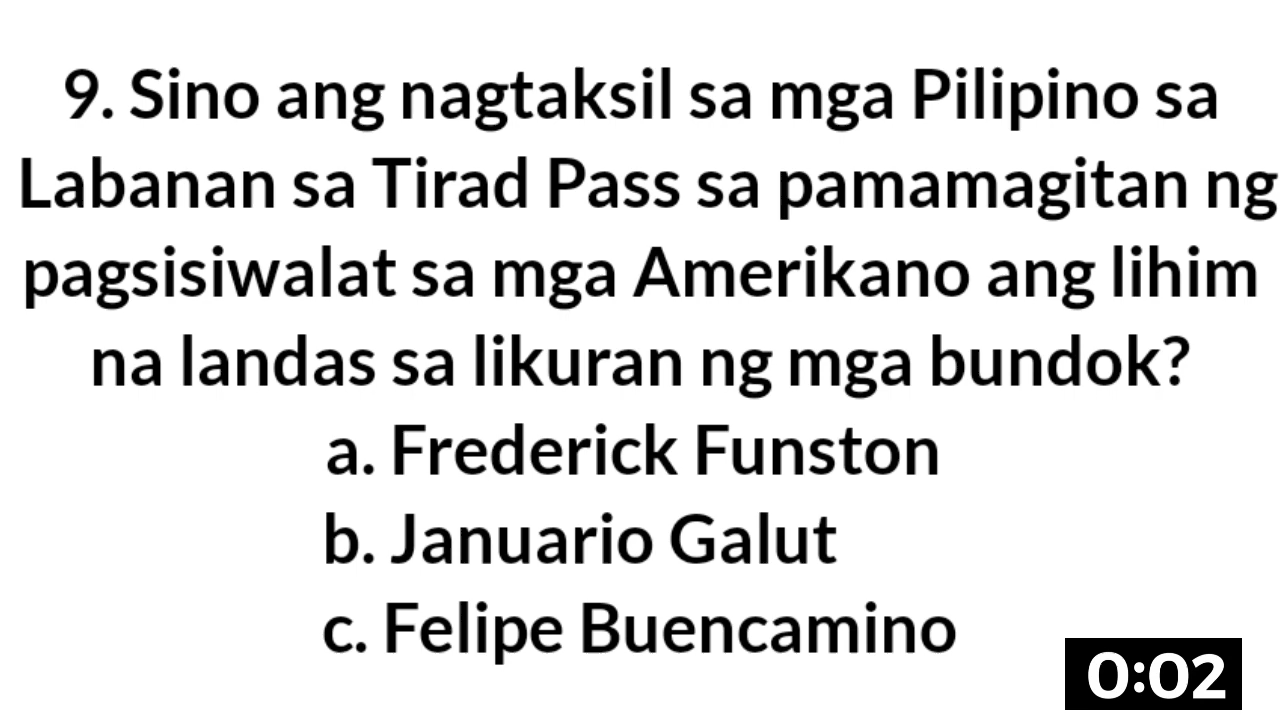 9. Sino ang nagtaksil sa mga Pilipino sa
Labanan sa Tirad Pass sa pamamagitan ng
pagsisiwalat sa mga Amerikano ang lihim
na landas sa likuran ng mga bundok?
a. Frederick Funston
b. Januario Galut
c. Felipe Buencamino
0:02